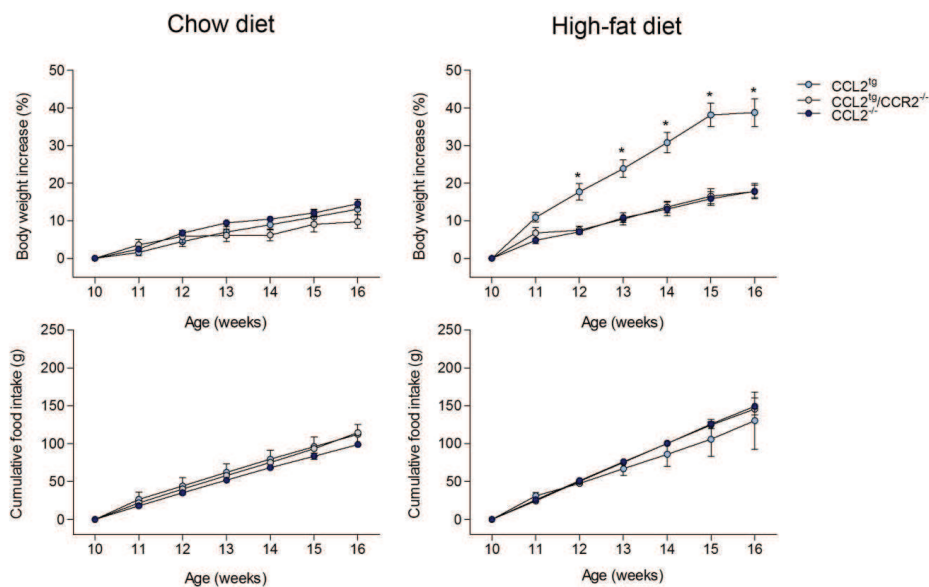 Chow diet
High-fat diet
Body weight increase (%)
50
40
30
20
10
0
10 11 12 13 14 15 16
Age (weeks)
Body weight increase (%)
50
40
30
20
10
0
* * * * *
10 11 12 13 14 15 16
Age (weeks)
CCL2tg
CCL2tg/CCR2-/-
CCL2-/-
Cumulative food intake (g)
250
200
150
100
50
0
10 11 12 13 14 15 16
Age (weeks)
Cumulative food intake (g)
250
200
150
100
50
0
10 11 12 13 14 15 16
Age (weeks)